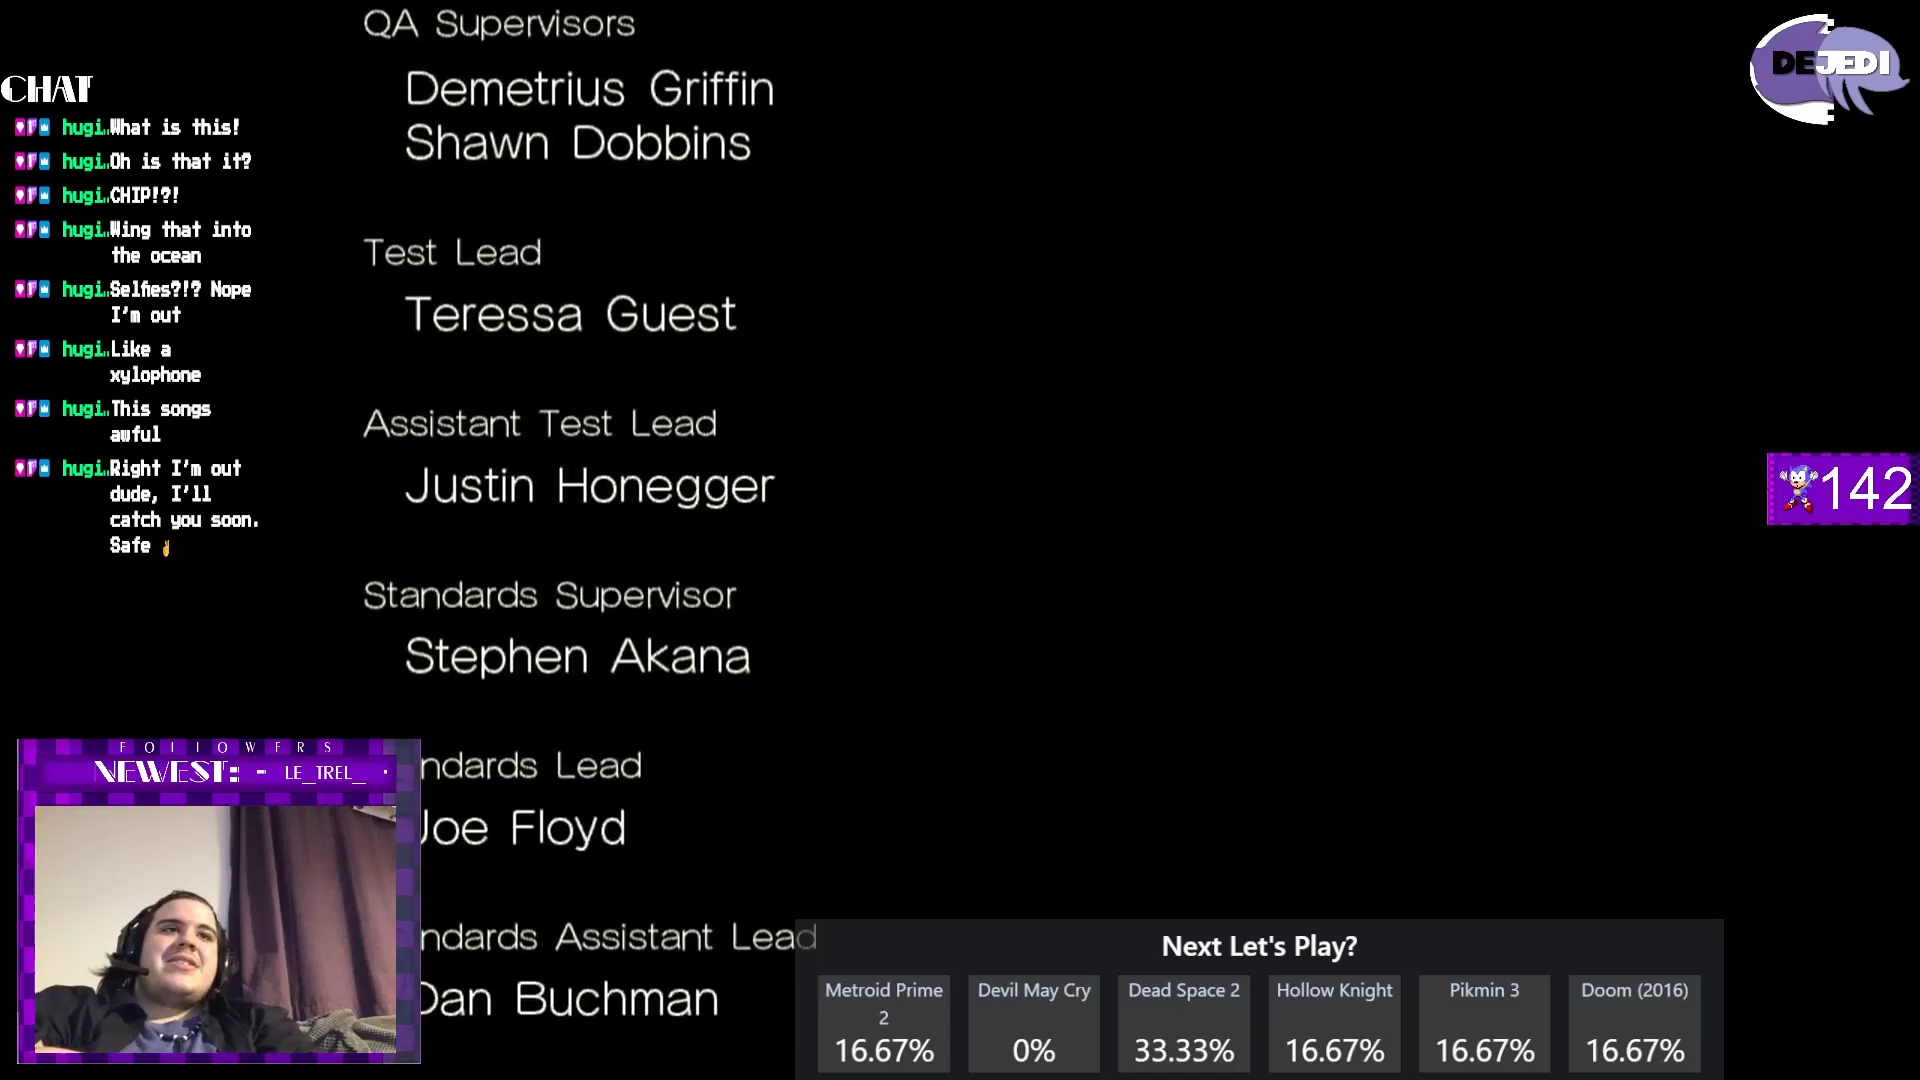 QA Supervisors
Demetrius Griffin
Shawn Dobbins
Test Lead
Teressa Guest
Assistant Test Lead
Justin Honegger
Standards Supervisor
Stephen Akana
ndards Lead
Joe Floyd
ndards Assistant Lead
Dan Buchman
CHAT
hugi..What is this!
hugi..Oh is that it?
hugi..CHIP!?!
hugi..Wing that into
the ocean
hugi..Selfies?!? Nope
I'm out
hugi..Like a
xylophone
hugi..This songs
awful
hugi..Right I'm out
dude, I'll
catch you soon.
Safe ✌
DEJEDI
142
FOLLOWERS
NEWEST: - LE_TREL_ -
Next Let's Play?
Metroid Prime
2
16.67%
Devil May Cry
0%
Dead Space 2
33.33%
Hollow Knight
16.67%
Pikmin 3
16.67%
Doom (2016)
16.67%